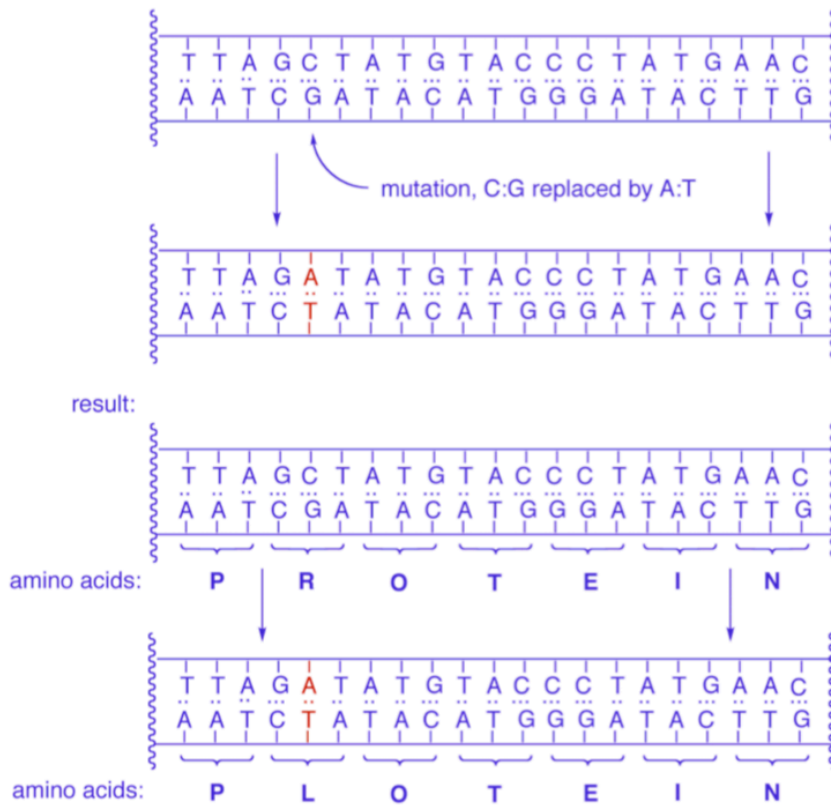 T T A G C T A T G T A C C C T A T G A A C
A A T C G A T A C A T G G G A T A C T T G
mutation, C:G replaced by A:T
T T A G A T A T G T A C C C T A T G A A C
A A T C T A T A C A T G G G A T A C T T G
result:
T T A G C T A T G T A C C C T A T G A A C
A A T C G A T A C A T G G G A T A C T T G
amino acids: P R O T E I N
T T A G A T A T G T A C C C T A T G A A C
A A T C T A T A C A T G G G A T A C T T G
amino acids: P L O T E I N